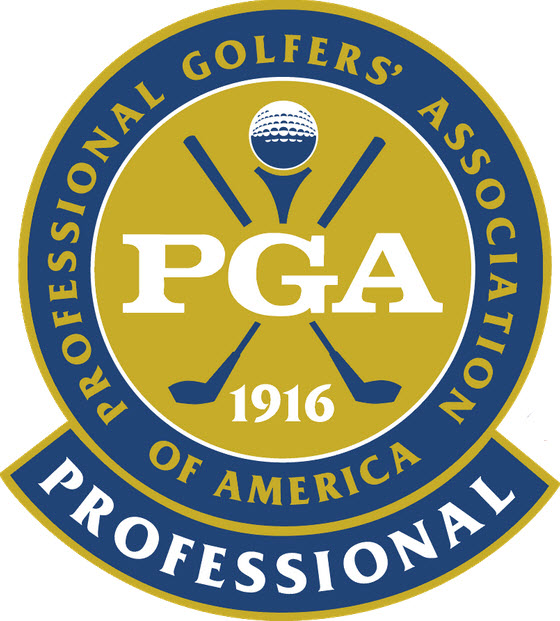 PROFESSIONAL GOLFERS' ASSOCIATION
OF AMERICA
PGA
1916
PROFESSIONAL